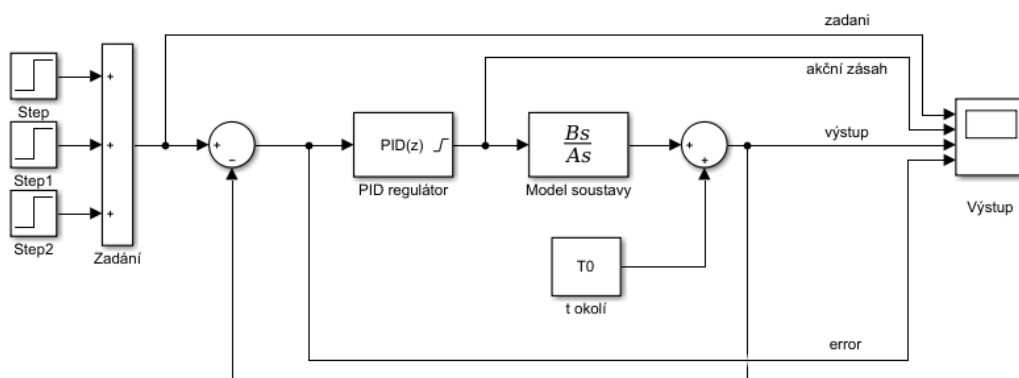 zadani
akční zásah
Step
výstup
PID(z)
Bs
As
Step1
PID regulátor
Model soustavy
Výstup
Step2
Zadání
T0
t okolí
error